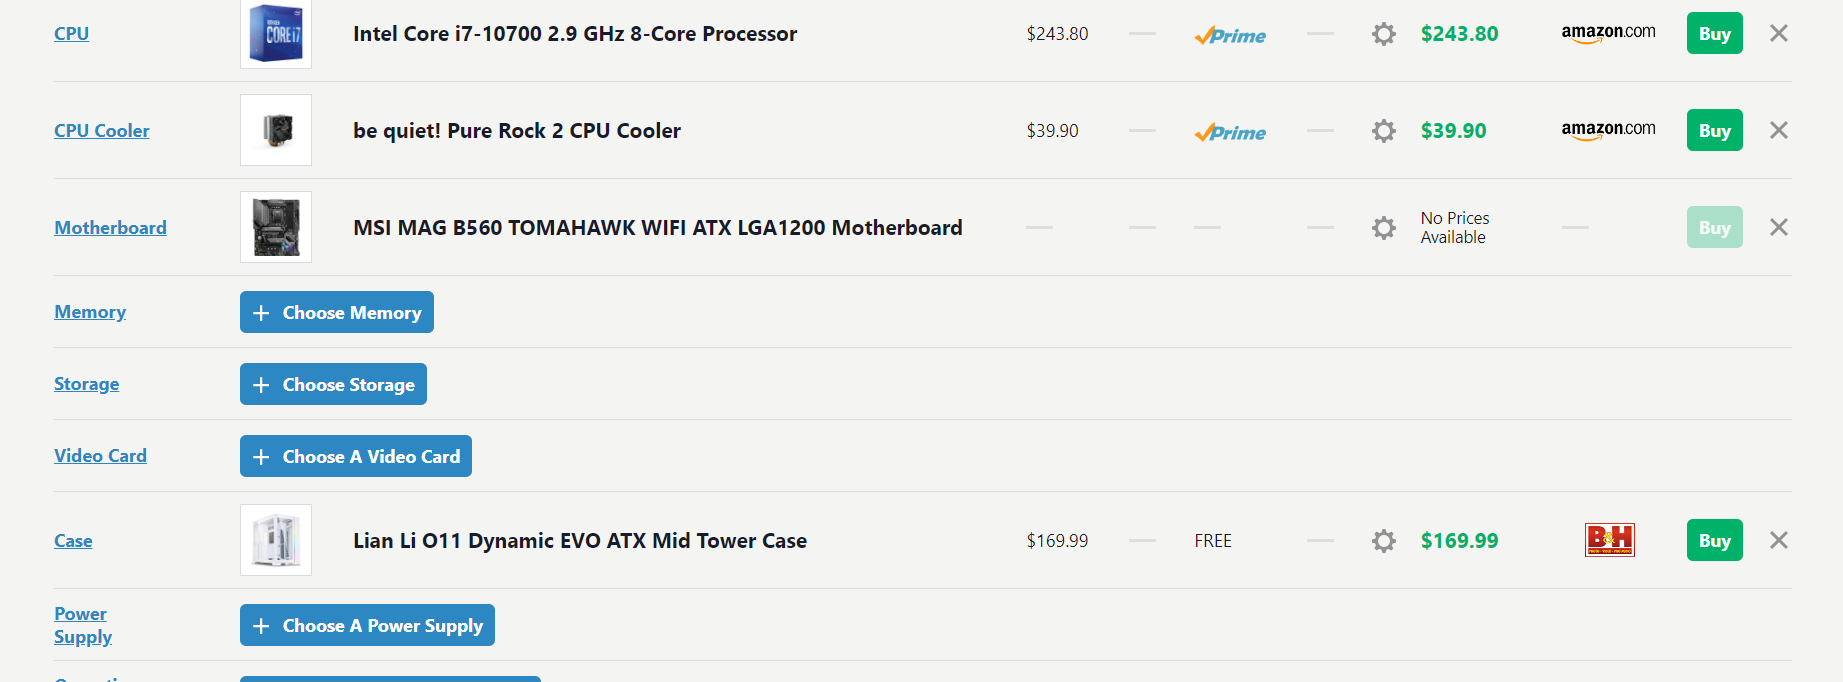 CPU
CORE i7
Intel Core i7-10700 2.9 GHz 8-Core Processor
$243.80
Prime
$243.80
amazon.com
Buy
CPU Cooler
be quiet! Pure Rock 2 CPU Cooler
$39.90
Prime
$39.90
amazon.com
Buy
Motherboard
MSI MAG B560 TOMAHAWK WIFI ATX LGA1200 Motherboard
No Prices
Available
Buy
Memory
+ Choose Memory
Storage
+ Choose Storage
Video Card
+ Choose A Video Card
Case
Lian Li O11 Dynamic EVO ATX Mid Tower Case
$169.99
FREE
$169.99
B&H
Buy
Power
Supply
+ Choose A Power Supply